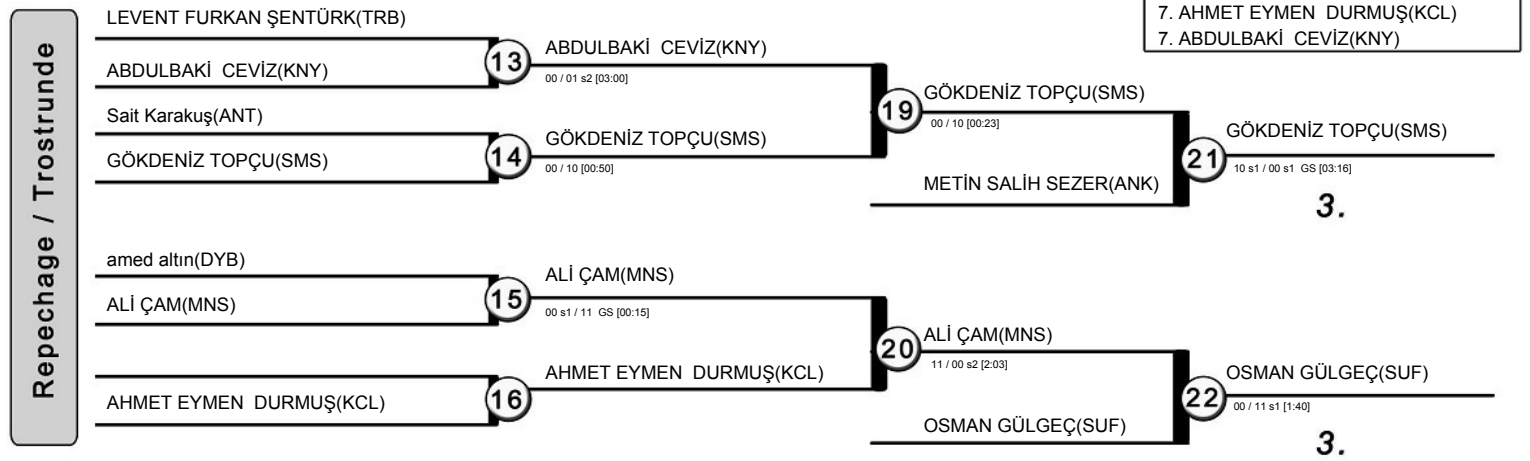 Repechage / Trostrunde
7. AHMET EYMEN DURMUŞ(KCL)
7. ABDULBAKİ CEVİZ(KNY)
LEVENT FURKAN ŞENTÜRK(TRB)
ABDULBAKİ CEVİZ(KNY)
13
ABDULBAKİ CEVİZ(KNY)
00 / 01 s2 [03:00]
Sait Karakuş(ANT)
GÖKDENİZ TOPÇU(SMS)
14
GÖKDENİZ TOPÇU(SMS)
00 / 10 [00:50]
19
GÖKDENİZ TOPÇU(SMS)
00 / 10 [00:23]
METİN SALİH SEZER(ANK)
21
GÖKDENİZ TOPÇU(SMS)
10 s1 / 00 s1 GS [03:16]
3.
amed altın(DYB)
ALİ ÇAM(MNS)
15
ALİ ÇAM(MNS)
00 s1 / 11 GS [00:15]
AHMET EYMEN DURMUŞ(KCL)
16
AHMET EYMEN DURMUŞ(KCL)
20
ALİ ÇAM(MNS)
11 / 00 s2 [2:03]
OSMAN GÜLGEÇ(SUF)
22
OSMAN GÜLGEÇ(SUF)
00 / 11 s1 [1:40]
3.